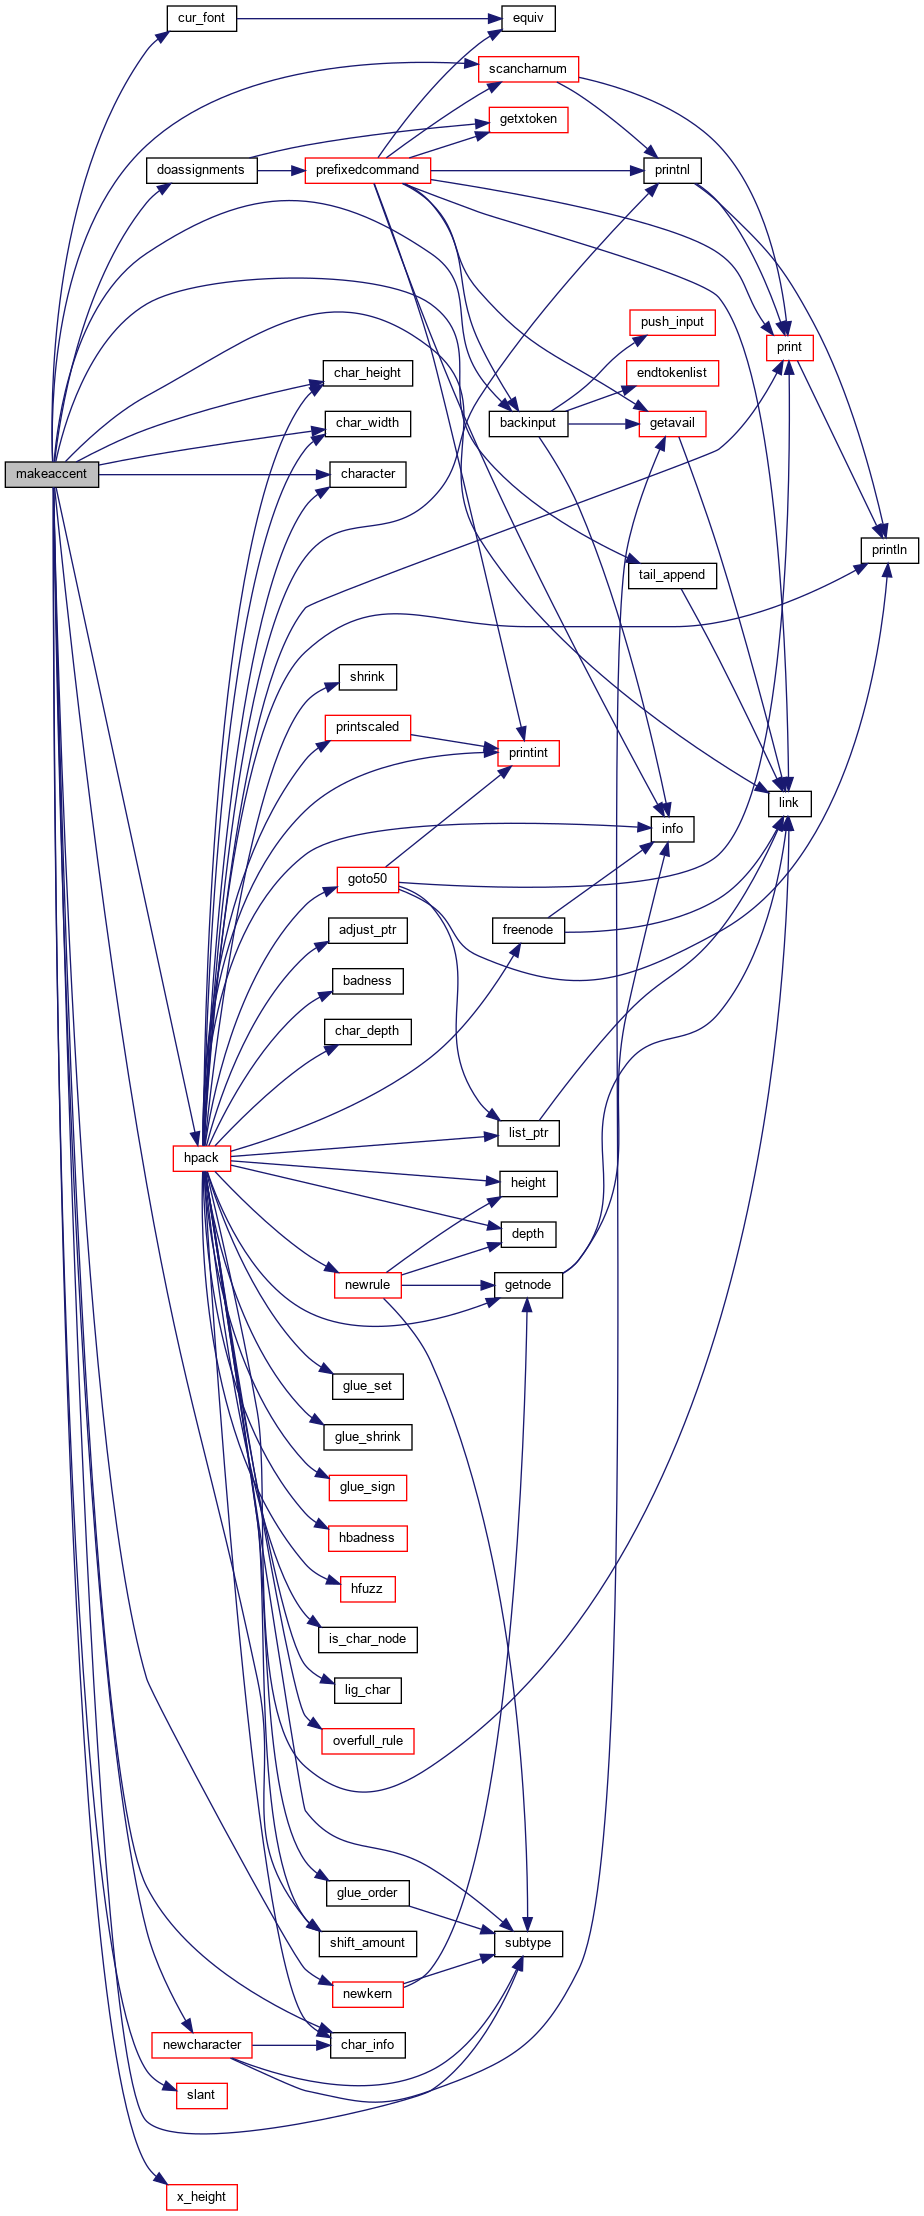 cur_font
equiv
scancharnum
getxtoken
doassignments
prefixedcommand
printnl
push_input
print
char_height
endtokenlist
char_width
backinput
getavail
makeaccent
character
println
tail_append
shrink
printscaled
printint
link
info
goto50
adjust_ptr
freenode
badness
char_depth
list_ptr
hpack
height
depth
newrule
getnode
glue_set
glue_shrink
glue_sign
hbadness
hfuzz
is_char_node
lig_char
overfull_rule
glue_order
shift_amount
subtype
newkern
newcharacter
char_info
slant
x_height